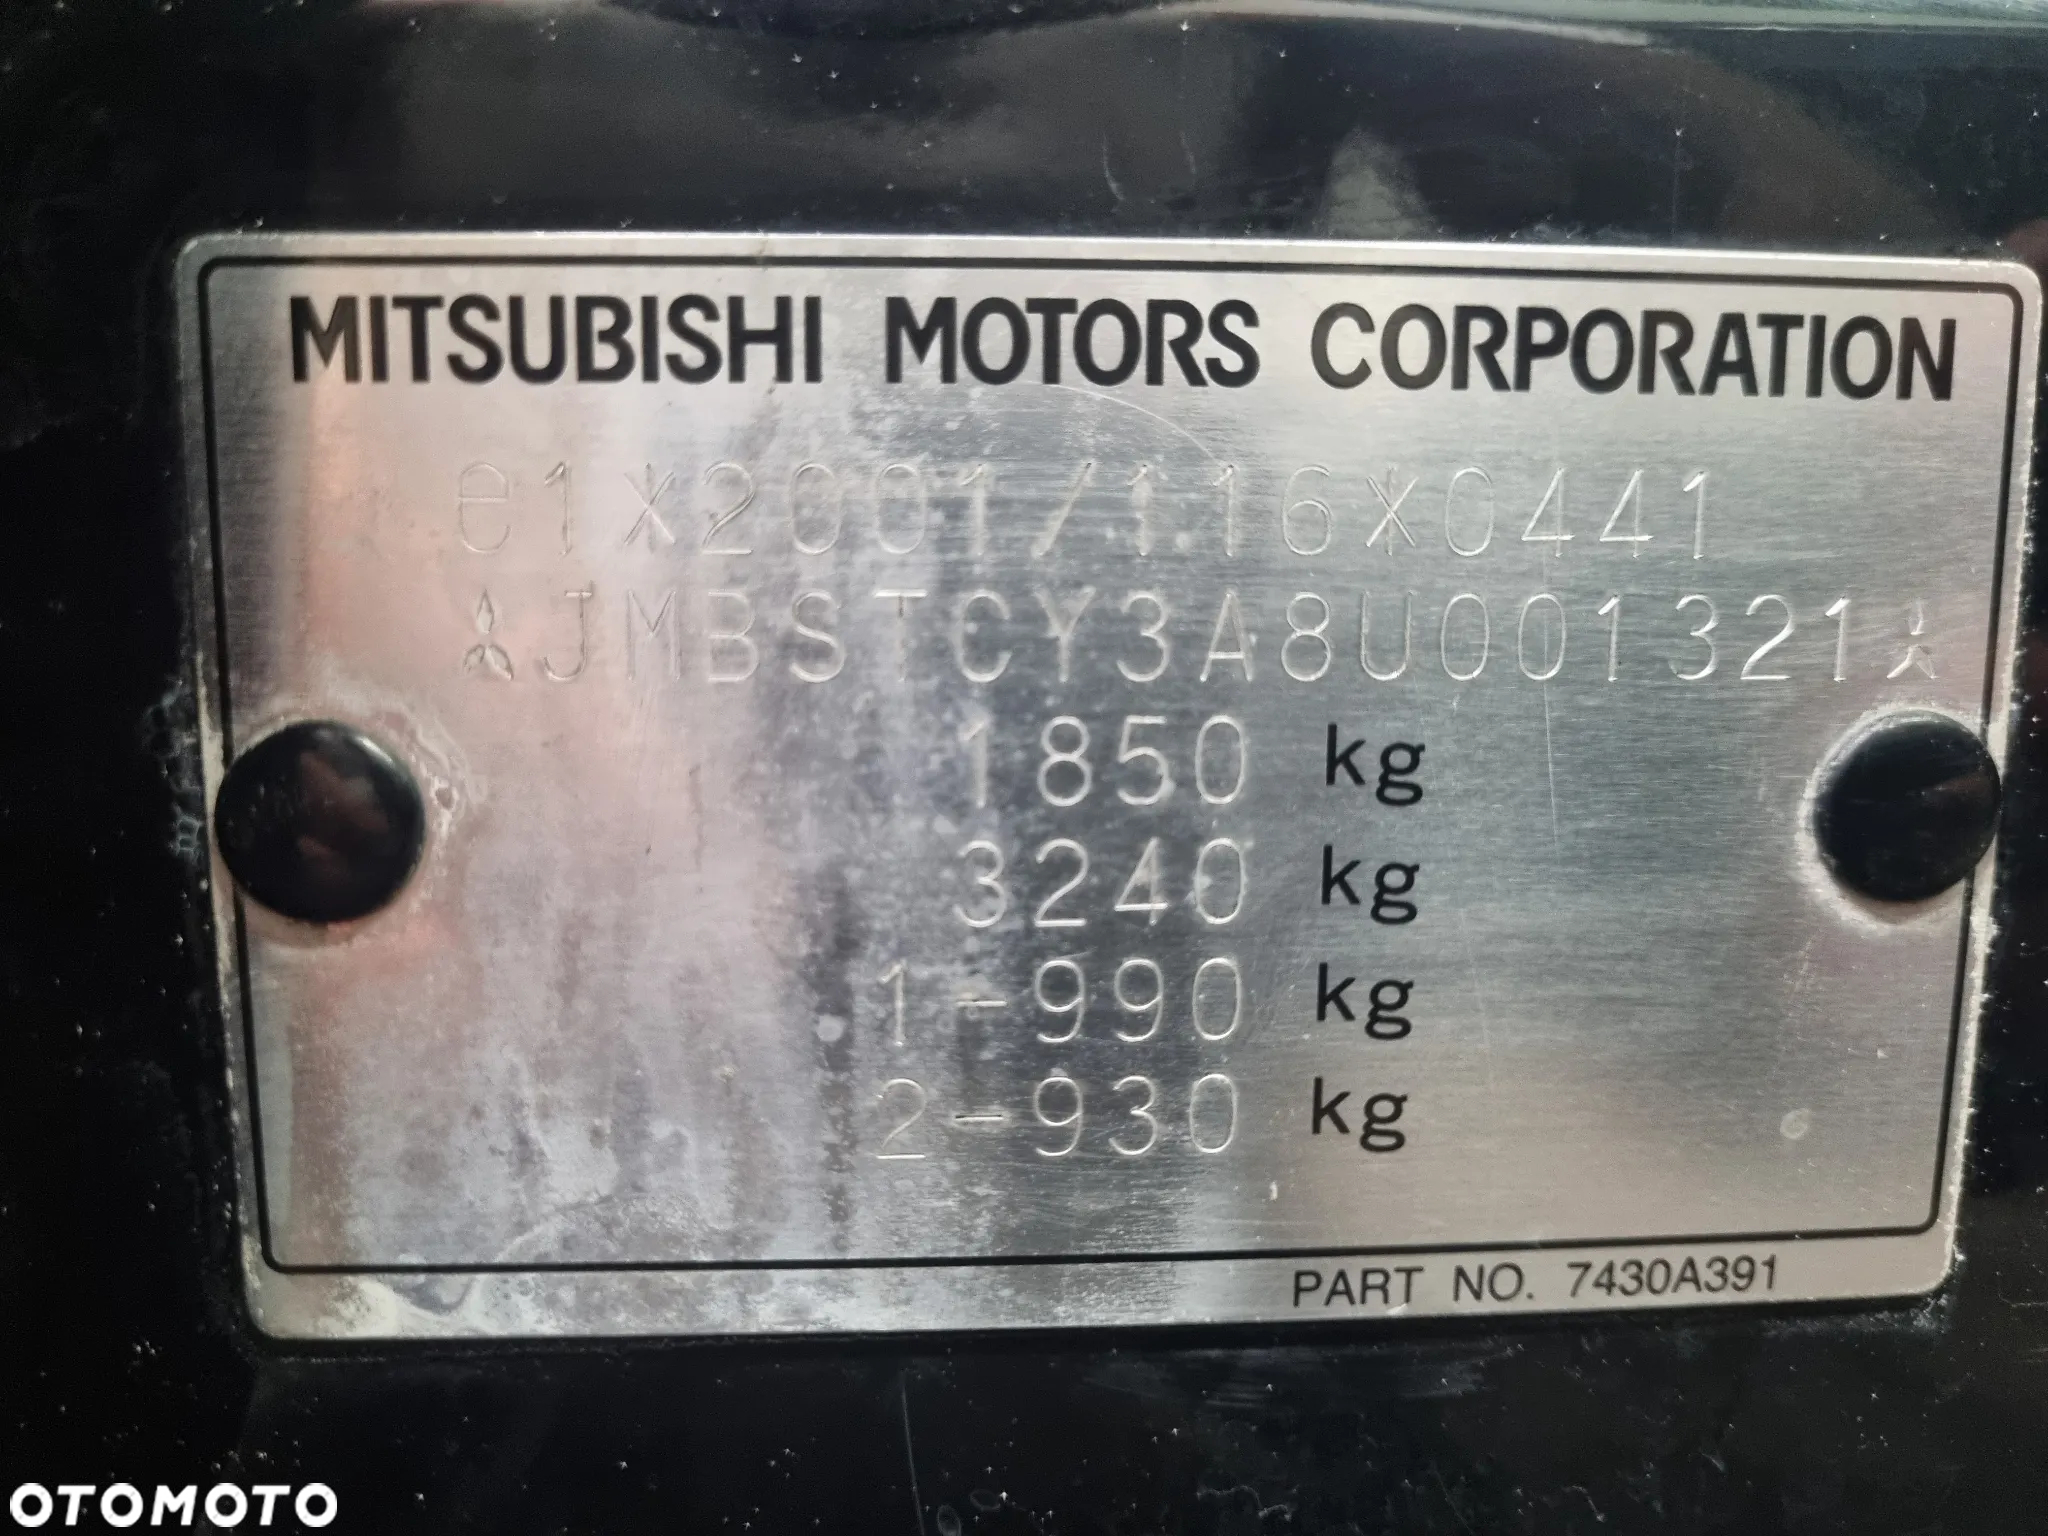 MITSUBISHI MOTORS CORPORATION
e1*2001/116*0441
JMBSTCY3A8U001321
1850 kg
3240 kg
1-990 kg
2-930 kg
PART NO. 7430A391
OTOMOTO